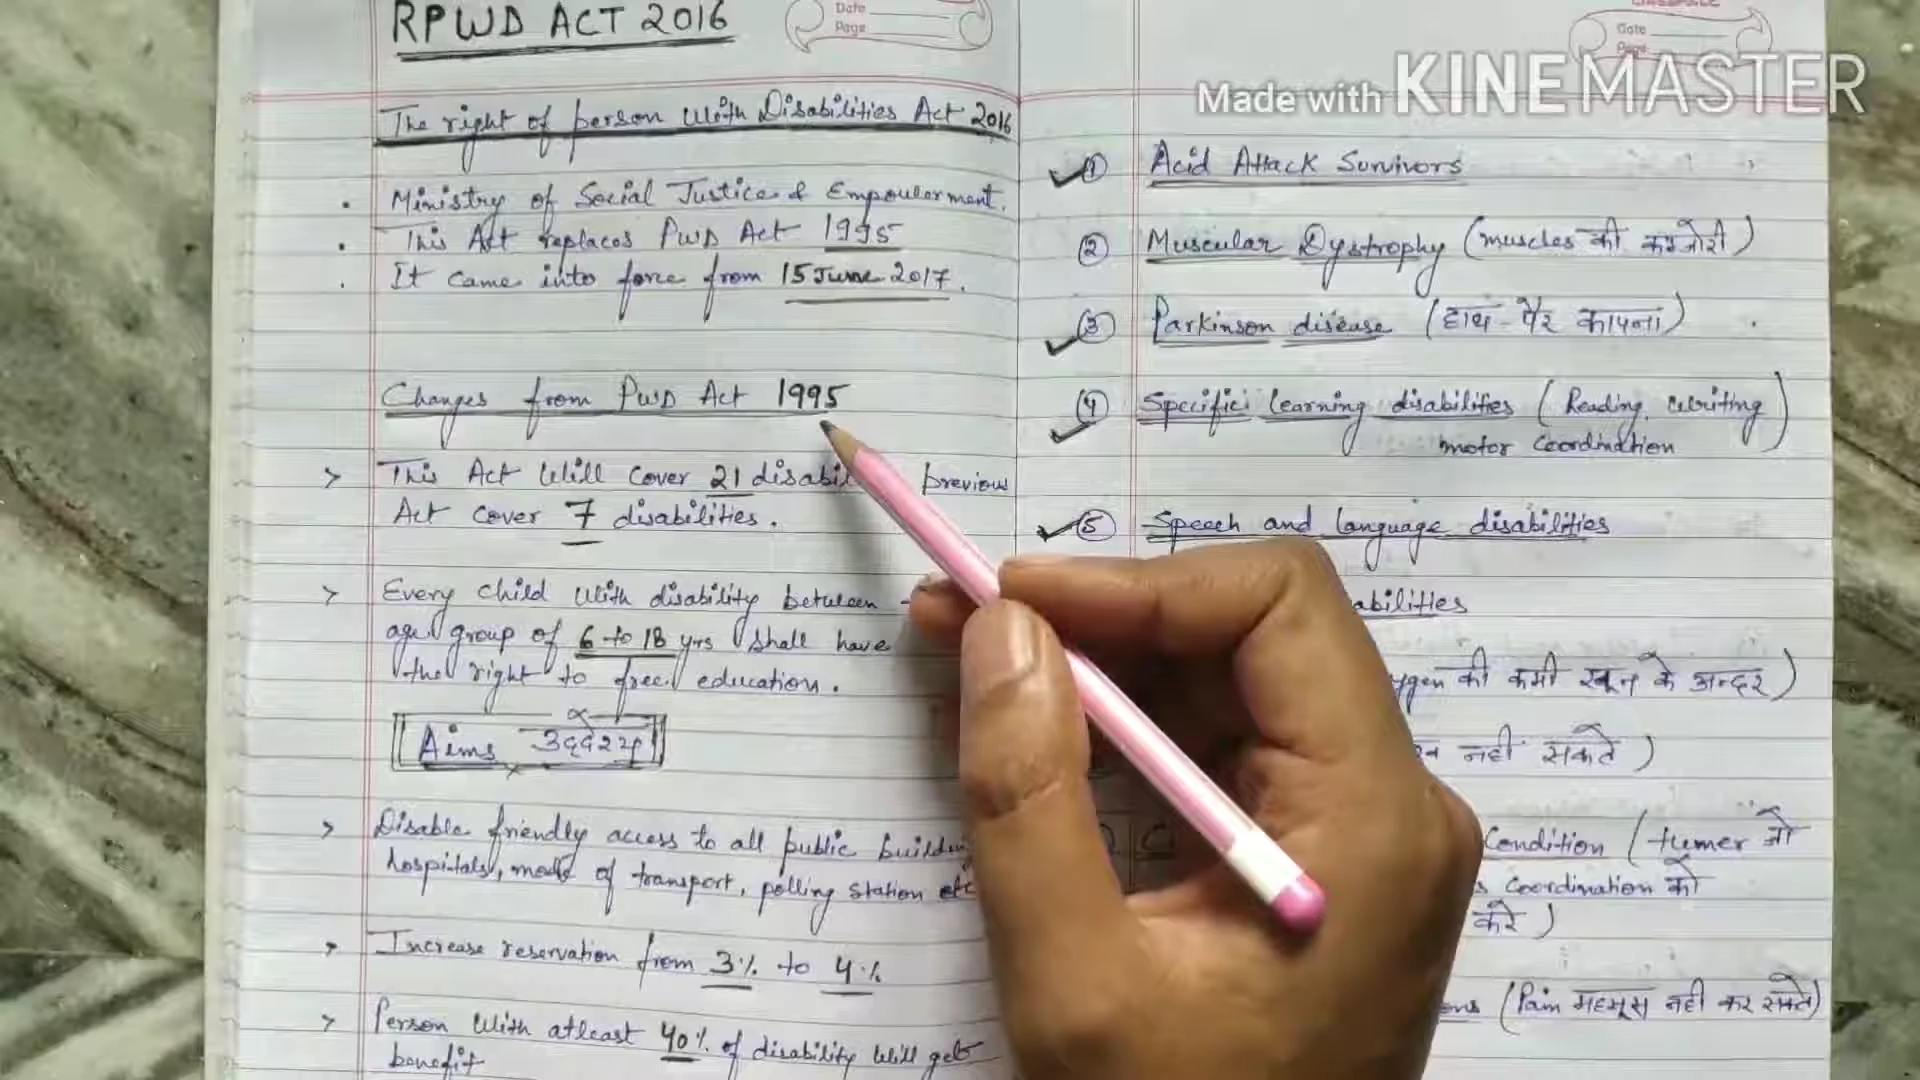 RPWD ACT 2016
Date
Page
The right of person With Disabilities Act 2016
Ministry of Social Justice & Empowerment.
This Act replaces PWD Act 1995
It came into force from 15 June 2017.
Changes from PWD Act 1995
> This Act Will cover 21 disabil previous
Act cover 7 disabilities.
> Every child With disability between
age group of 6 to 18 yrs shall have
the right to free education.
Aims
> Disable friendly access to all public buildin
hospitals, mode of transport, polling station etc
> Increase reservation from 3% to 4%
> Person With atleast 40% of disability Will get
benefit
Date
Page
Made with KINEMASTER
① Acid Attack Survivors
② Muscular Dystrophy (muscles की कमजोरी)
③ Parkinson disease (हाथ-पैर कापना)
④ Specific learning disabilities (Reading, Writing
motor Coordination)
⑤ Speech and language disabilities
abilities
ygen की कमी खून के अन्दर)
नहीं सकते)
Condition (tumer जो
s Coordination को
करे)
ons (Pain महसूस नही कर सकते)